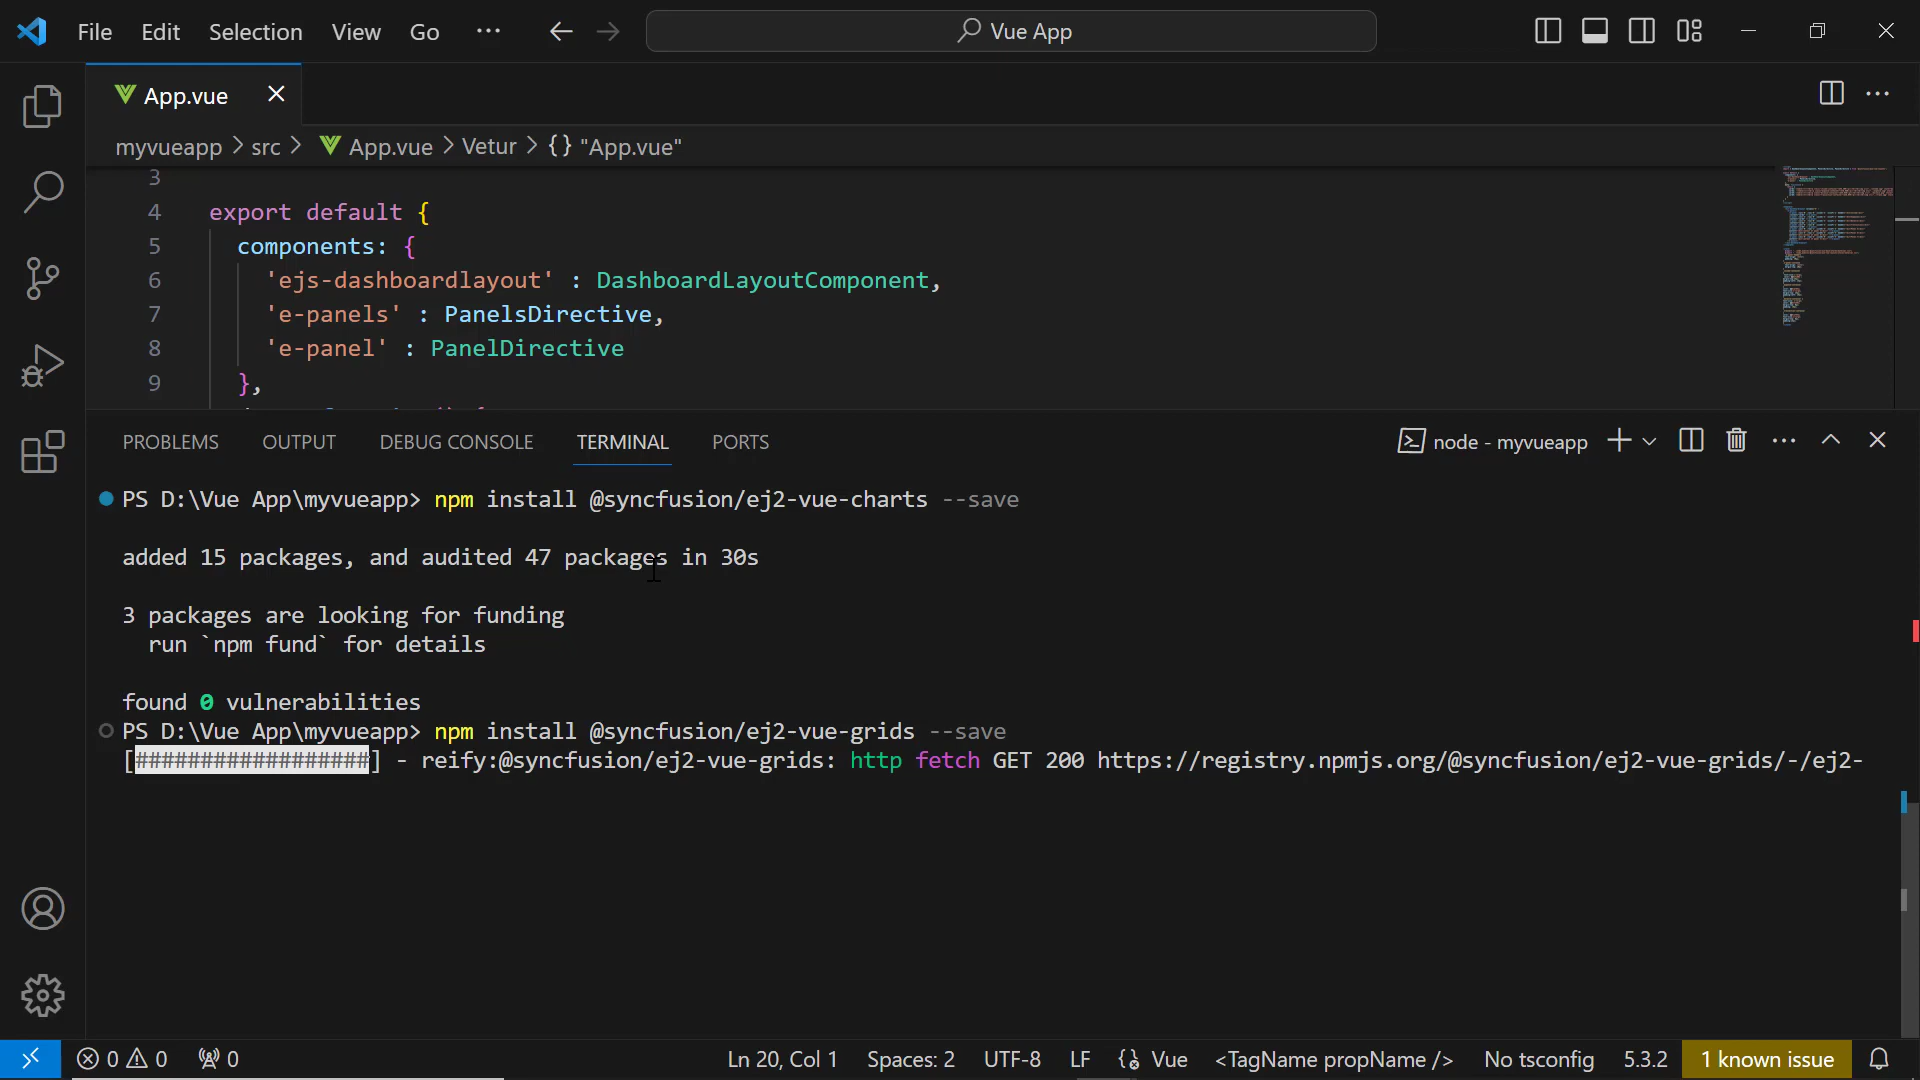 File Edit Selection View Go ··· Vue App
App.vue
myvueapp > src > App.vue > Vetur > {} "App.vue"
3
4 export default {
5 components: {
6 'ejs-dashboardlayout' : DashboardLayoutComponent,
7 'e-panels' : PanelsDirective,
8 'e-panel' : PanelDirective
9 },
PROBLEMS OUTPUT DEBUG CONSOLE TERMINAL PORTS node - myvueapp
PS D:\Vue App\myvueapp> npm install @syncfusion/ej2-vue-charts --save
added 15 packages, and audited 47 packages in 30s
3 packages are looking for funding
run `npm fund` for details
found 0 vulnerabilities
PS D:\Vue App\myvueapp> npm install @syncfusion/ej2-vue-grids --save
[##################] - reify:@syncfusion/ej2-vue-grids: http fetch GET 200 https://registry.npmjs.org/@syncfusion/ej2-vue-grids/-/ej2-
0 0 0 Ln 20, Col 1 Spaces: 2 UTF-8 LF {} Vue <TagName propName /> No tsconfig 5.3.2 1 known issue